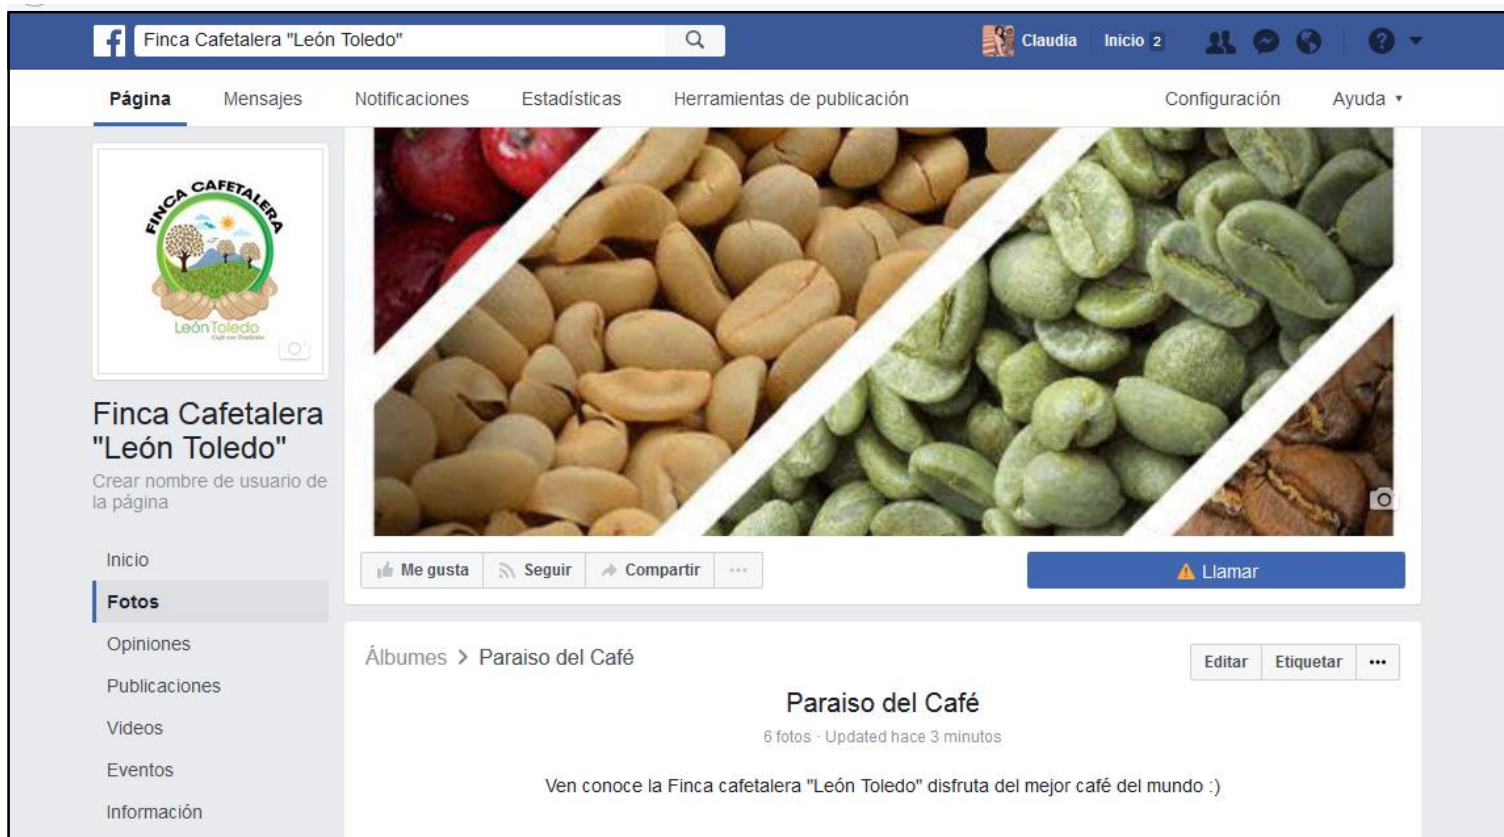 Finca Cafetalera "León Toledo"
Claudia Inicio 2
Página Mensajes Notificaciones Estadísticas Herramientas de publicación Configuración Ayuda
FINCA CAFETALERA
León Toledo
Café con Tradición
Finca Cafetalera
"León Toledo"
Crear nombre de usuario de
la página
Inicio
Fotos
Opiniones
Publicaciones
Videos
Eventos
Información
Me gusta Seguir Compartir ...
Llamar
Álbumes > Paraiso del Café
Editar Etiquetar ...
Paraiso del Café
6 fotos · Updated hace 3 minutos
Ven conoce la Finca cafetalera "León Toledo" disfruta del mejor café del mundo :)